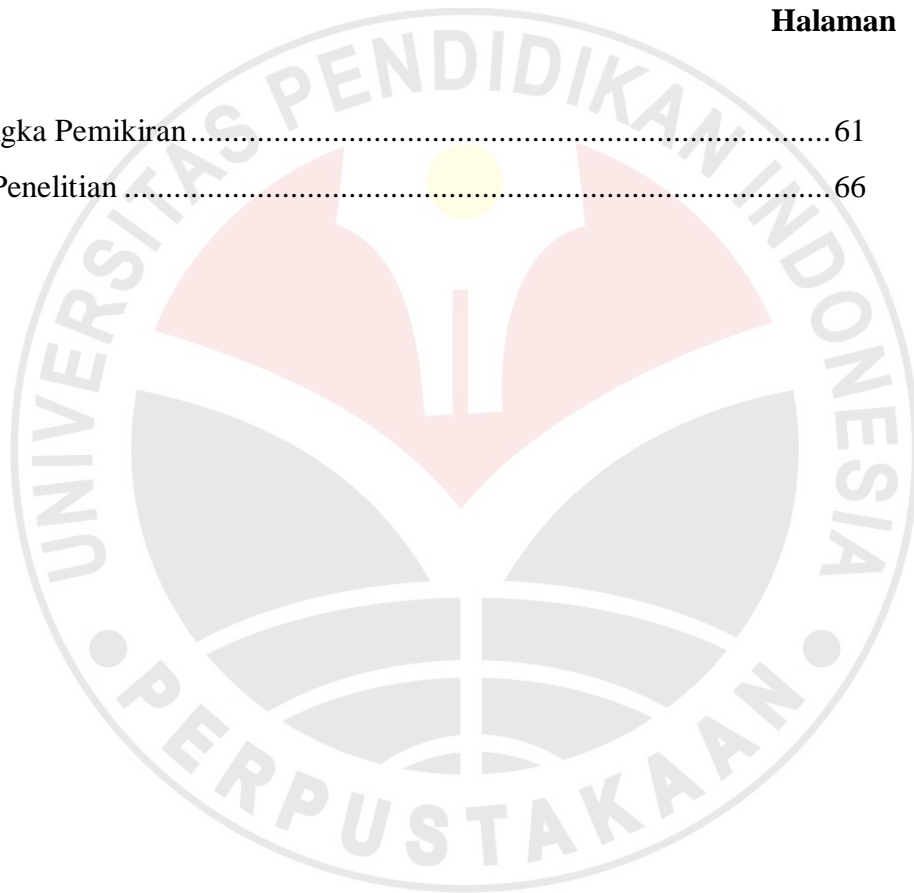 Halaman
gka Pemikiran ........................................................................ 61
Penelitian ................................................................................ 66
UNIVERSITAS PENDIDIKAN INDONESIA
• PERPUSTAKAAN •